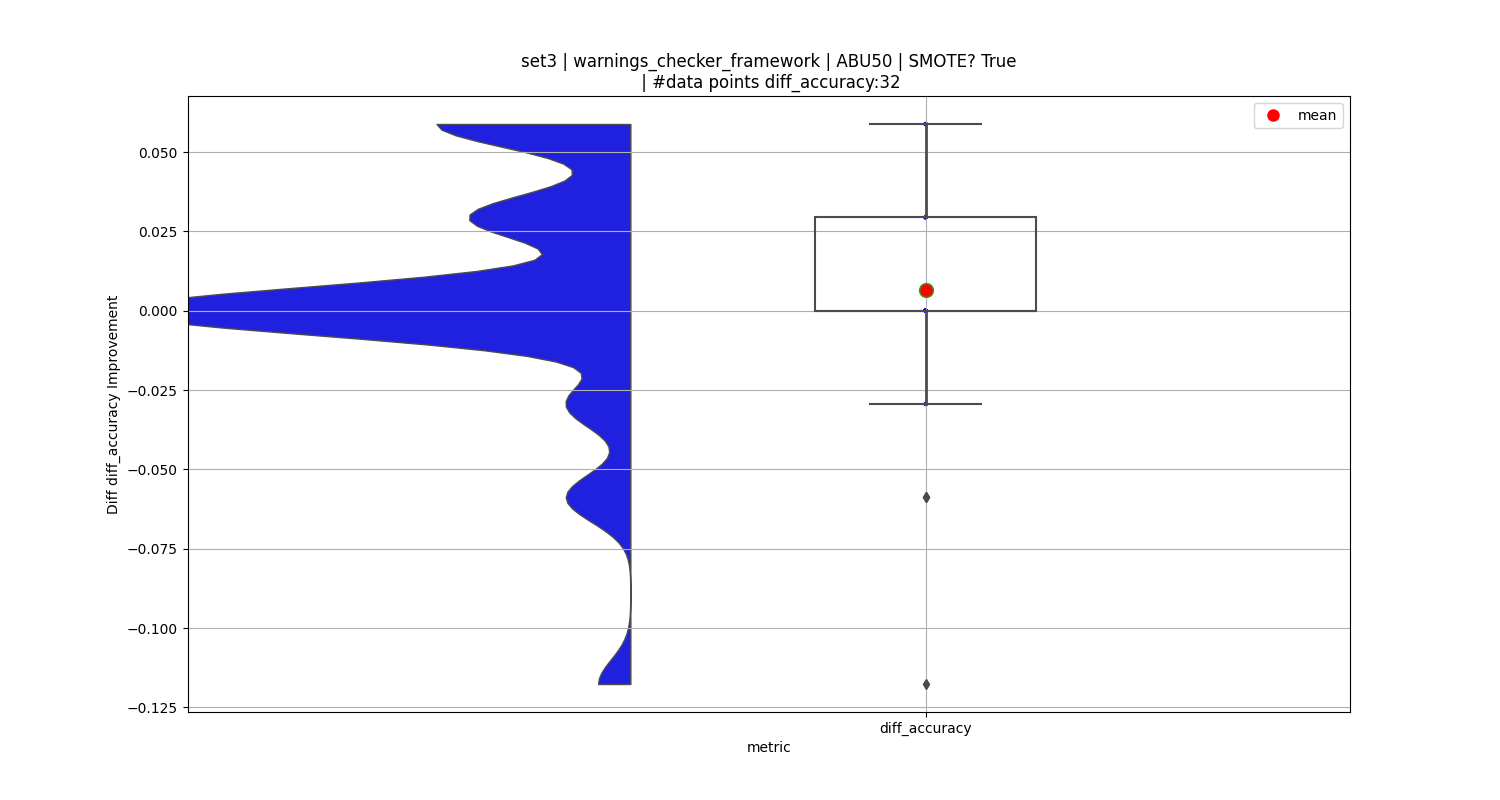 set3 | warnings_checker_framework | ABU50 | SMOTE? True
| #data points diff_accuracy:32
mean
0.050
0.025
0.000
−0.025
−0.050
−0.075
−0.100
−0.125
Diff diff_accuracy Improvement
diff_accuracy
metric